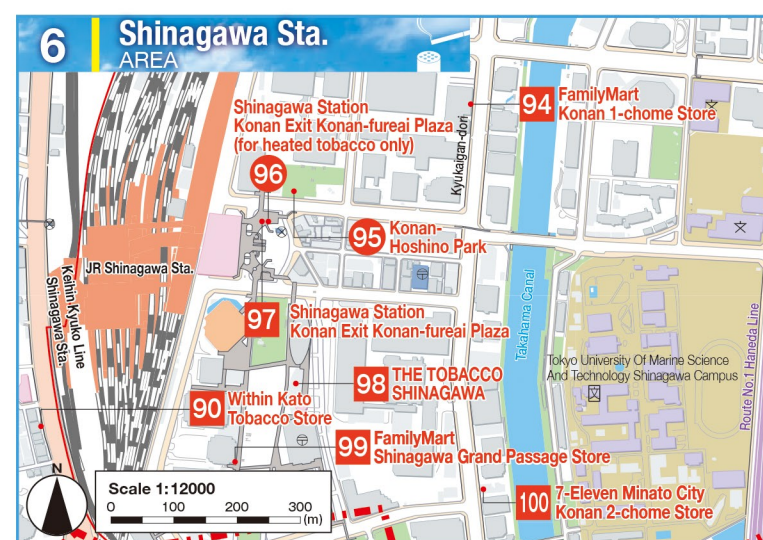 6
Shinagawa Sta.
AREA
Shinagawa Station
Konan Exit Konan-fureai Plaza
(for heated tobacco only)
96
Kyukaigan-dori
94
FamilyMart
Konan 1-chome Store
95
Konan-
Hoshino Park
JR Shinagawa Sta.
Keihin Kyuko Line
Shinagawa Sta.
97
Shinagawa Station
Konan Exit Konan-fureai Plaza
Takahama Canal
Route No.1 Haneda Line
Tokyo University Of Marine Science
And Technology Shinagawa Campus
98
THE TOBACCO
SHINAGAWA
90
Within Kato
Tobacco Store
99
FamilyMart
Shinagawa Grand Passage Store
100
7-Eleven Minato City
Konan 2-chome Store
N
Scale 1:12000
0 100 200 300
(m)